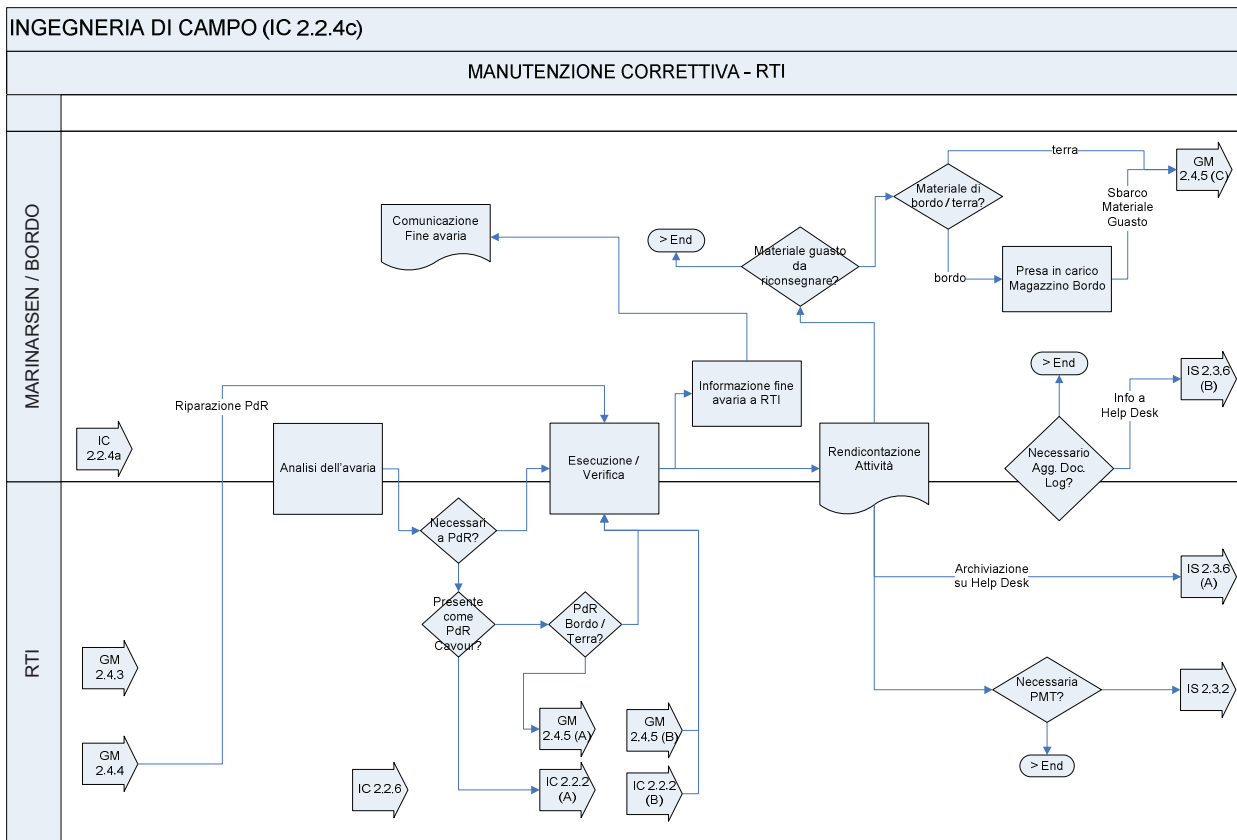 INGEGNERIA DI CAMPO (IC 2.2.4c)
MANUTENZIONE CORRETTIVA - RTI
MARINARSEN / BORDO
terra
GM
2.4.5 (C)
Materiale di
bordo / terra?
Sbarco
Materiale
Guasto
Comunicazione
Fine avaria
> End
Materiale guasto
da
riconsegnare?
bordo
Presa in carico
Magazzino Bordo
> End
IS 2.3.6
(B)
Informazione fine
avaria a RTI
Info a
Help Desk
Riparazione PdR
IC
2.2.4a
Analisi dell'avaria
Esecuzione /
Verifica
Rendicontazione
Attività
Necessario
Agg. Doc.
Log?
RTI
Necessari
a PdR?
Archiviazione
su Help Desk
IS 2.3.6
(A)
Presente
come
PdR
Cavour?
PdR
Bordo /
Terra?
GM
2.4.3
Necessaria
PMT?
IS 2.3.2
GM
2.4.5 (A)
GM
2.4.5 (B)
GM
2.4.4
> End
IC 2.2.6
IC 2.2.2
(A)
IC 2.2.2
(B)